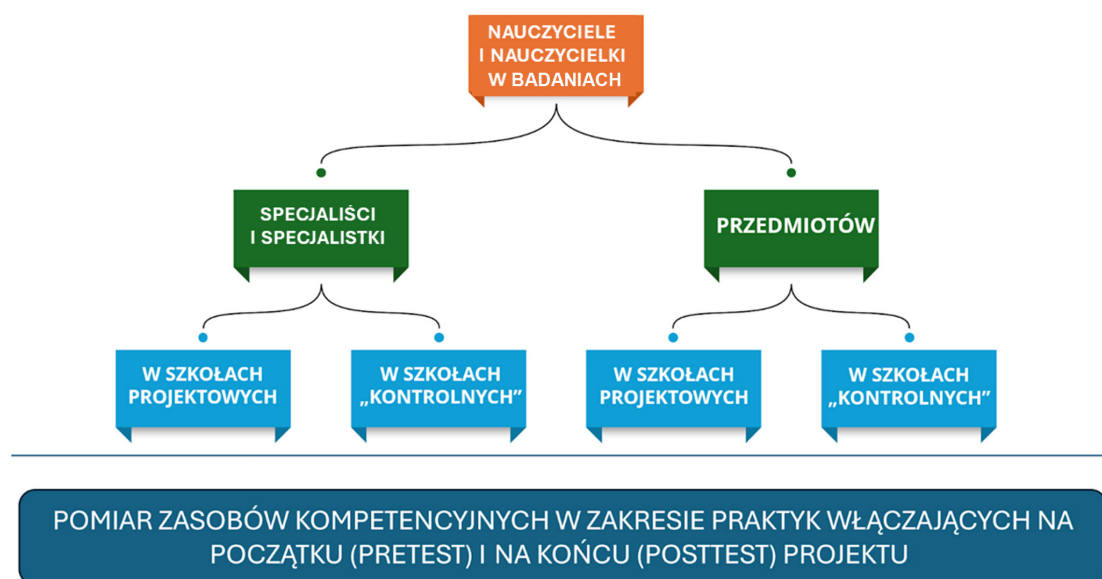 NAUCZYCIELE
I NAUCZYCIELKI
W BADANIACH
SPECJALIŚCI
I SPECJALISTKI
PRZEDMIOTÓW
W SZKOŁACH
PROJEKTOWYCH
W SZKOŁACH
„KONTROLNYCH”
W SZKOŁACH
PROJEKTOWYCH
W SZKOŁACH
„KONTROLNYCH”
POMIAR ZASOBÓW KOMPETENCYJNYCH W ZAKRESIE PRAKTYK WŁĄCZAJĄCYCH NA
POCZĄTKU (PRETEST) I NA KOŃCU (POSTTEST) PROJEKTU